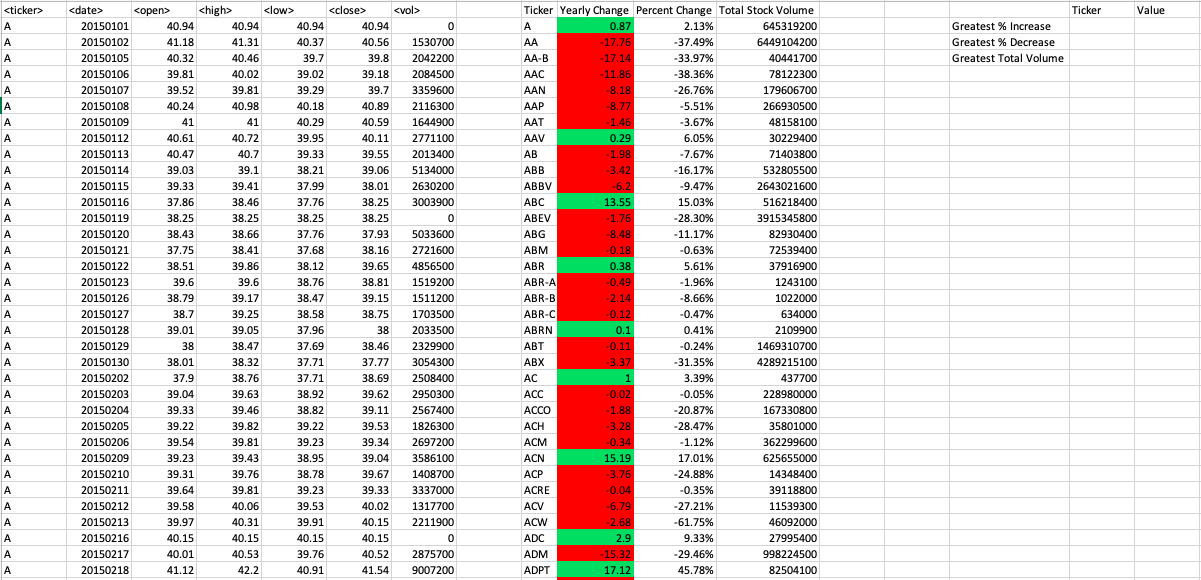 <ticker> <date> <open> <high> <low> <close> <vol> Ticker Yearly Change Percent Change Total Stock Volume Ticker Value
A 20150101 40.94 40.94 40.94 40.94 0 A 0.87 2.13% 645319200 Greatest % Increase
A 20150102 41.18 41.31 40.37 40.56 1530700 AA -17.76 -37.49% 6449104200 Greatest % Decrease
A 20150105 40.32 40.46 39.7 39.8 2042200 AA-B -17.14 -33.97% 40441700 Greatest Total Volume
A 20150106 39.81 40.02 39.02 39.18 2084500 AAC -11.86 -38.36% 78122300
A 20150107 39.52 39.81 39.29 39.7 3359600 AAN -8.18 -26.76% 179606700
A 20150108 40.24 40.98 40.18 40.89 2116300 AAP -8.77 -5.51% 266930500
A 20150109 41 41 40.29 40.59 1644900 AAT -1.46 -3.67% 48158100
A 20150112 40.61 40.72 39.95 40.11 2771100 AAV 0.29 6.05% 30229400
A 20150113 40.47 40.7 39.33 39.55 2013400 AB -1.98 -7.67% 71403800
A 20150114 39.03 39.1 38.21 39.06 5134000 ABB -3.42 -16.17% 532805500
A 20150115 39.33 39.41 37.99 38.01 2630200 ABBV -6.2 -9.47% 2643021600
A 20150116 37.86 38.46 37.76 38.25 3003900 ABC 13.55 15.03% 516218400
A 20150119 38.25 38.25 38.25 38.25 0 ABEV -1.76 -28.30% 3915345800
A 20150120 38.43 38.66 37.76 37.93 5033600 ABG -8.48 -11.17% 82930400
A 20150121 37.75 38.41 37.68 38.16 2721600 ABM -0.18 -0.63% 72539400
A 20150122 38.51 39.86 38.12 39.65 4856500 ABR 0.38 5.61% 37916900
A 20150123 39.6 39.6 38.76 38.81 1519200 ABR-A -0.49 -1.96% 1243100
A 20150126 38.79 39.17 38.47 39.15 1511200 ABR-B -2.14 -8.66% 1022000
A 20150127 38.7 39.25 38.58 38.75 1703500 ABR-C -0.12 -0.47% 634000
A 20150128 39.01 39.05 37.96 38 2033500 ABRN 0.1 0.41% 2109900
A 20150129 38 38.47 37.69 38.46 2329900 ABT -0.11 -0.24% 1469310700
A 20150130 38.01 38.32 37.71 37.77 3054300 ABX -3.37 -31.35% 4289215100
A 20150202 37.9 38.76 37.71 38.69 2508400 AC 1 3.39% 437700
A 20150203 39.04 39.63 38.92 39.62 2950300 ACC -0.02 -0.05% 228980000
A 20150204 39.33 39.46 38.82 39.11 2567400 ACCO -1.88 -20.87% 167330800
A 20150205 39.22 39.82 39.22 39.53 1826300 ACH -3.28 -28.47% 35801000
A 20150206 39.54 39.81 39.23 39.34 2697200 ACM -0.34 -1.12% 362299600
A 20150209 39.23 39.43 38.95 39.04 3586100 ACN 15.19 17.01% 625655000
A 20150210 39.31 39.76 38.78 39.67 1408700 ACP -3.76 -24.88% 14348400
A 20150211 39.64 39.81 39.23 39.33 3337000 ACRE -0.04 -0.35% 39118800
A 20150212 39.58 40.06 39.53 40.02 1317700 ACV -6.79 -27.21% 11539300
A 20150213 39.97 40.31 39.91 40.15 2211900 ACW -2.68 -61.75% 46092000
A 20150216 40.15 40.15 40.15 40.15 0 ADC 2.9 9.33% 27995400
A 20150217 40.01 40.53 39.76 40.52 2875700 ADM -15.32 -29.46% 998224500
A 20150218 41.12 42.2 40.91 41.54 9007200 ADPT 17.12 45.78% 82504100